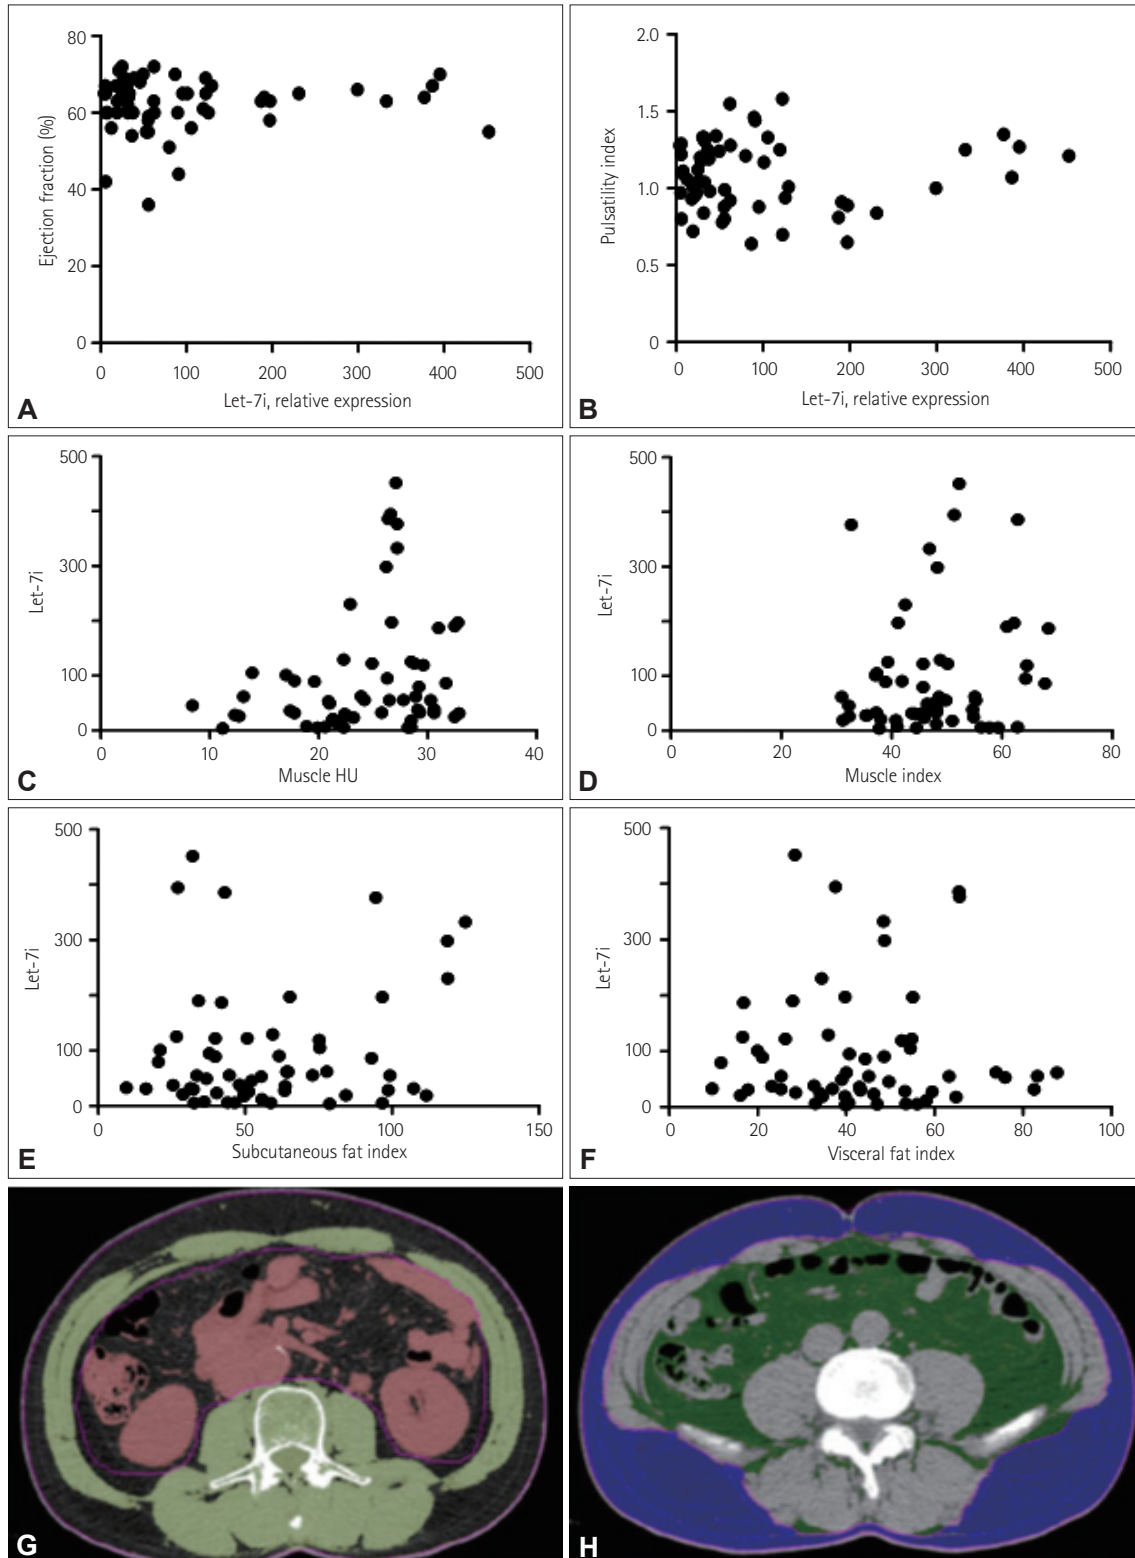 80
60
40
20
0
Ejection fraction (%)
0 100 200 300 400 500
Let-7i, relative expression
A
2.0
1.5
1.0
0.5
0
Pulsatility index
0 100 200 300 400 500
Let-7i, relative expression
B
500
300
100
0
Let-7i
0 10 20 30 40
Muscle HU
C
500
300
100
0
Let-7i
0 20 40 60 80
Muscle index
D
500
300
100
0
Let-7i
0 50 100 150
Subcutaneous fat index
E
500
300
100
0
Let-7i
0 20 40 60 80 100
Visceral fat index
F
G
H